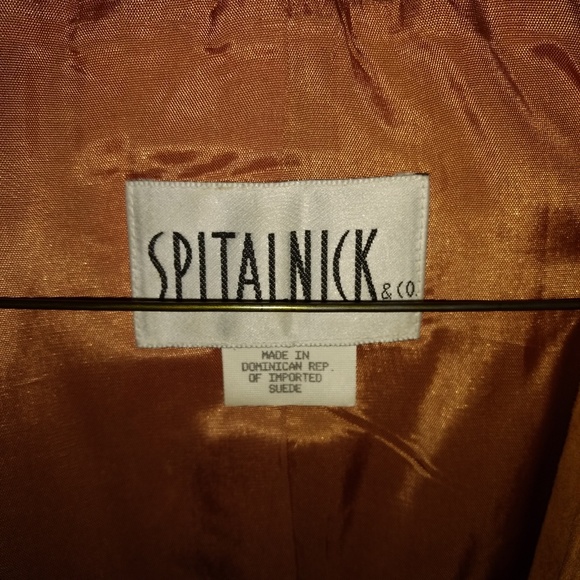 SPITALNICK & CO.
MADE IN
DOMINICAN REP.
OF IMPORTED
SUEDE